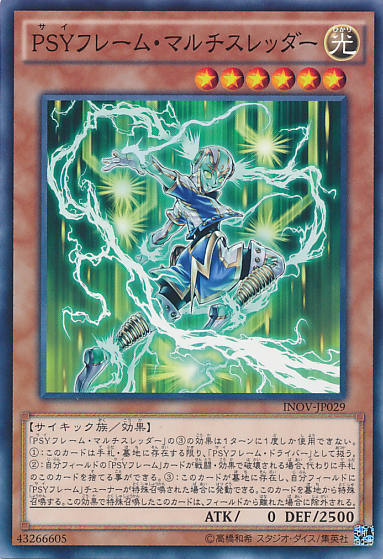 PSYフレーム・マルチスレッダー
サイ
光
ひかり
INOV-JP029
【サイキック族／効果】
「PSYフレーム・マルチスレッダー」の③の効果は1ターンに1度しか使用できない。
①：このカードは手札・墓地に存在する限り、「PSYフレーム・ドライバー」として扱う。
②：自分フィールドの「PSYフレーム」カードが戦闘・効果で破壊される場合、代わりに手札
のこのカードを捨てる事ができる。③：このカードが墓地に存在し、自分フィールドに
「PSYフレーム」チューナーが特殊召喚された場合に発動できる。このカードを墓地から特殊
召喚する。この効果で特殊召喚したこのカードは、フィールドから離れた場合に除外される。
ATK/ 0 DEF/2500
43266605
©高橋和希 スタジオ・ダイス/集英社